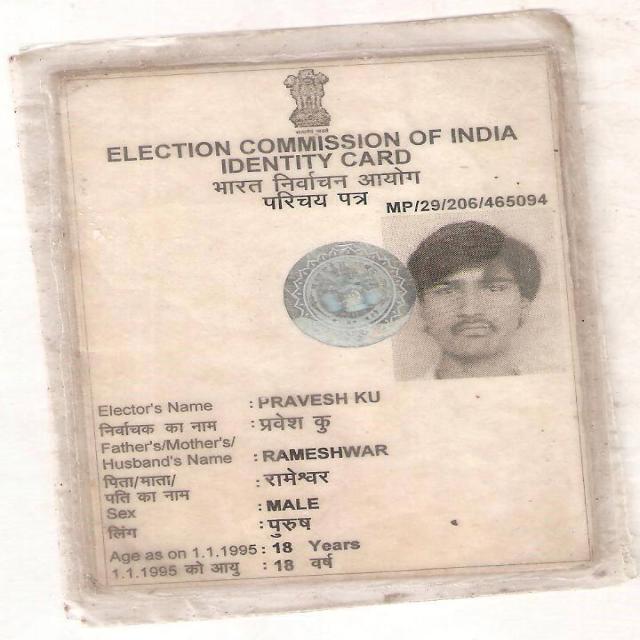 ELECTION COMMISSION OF INDIA
IDENTITY CARD
भारत निर्वाचन आयोग
परिचय पत्र
MP/29/206/465094
Elector's Name : PRAVESH KU
निर्वाचक का नाम : प्रवेश कु
Father's/Mother's/
Husband's Name : RAMESHWAR
पिता/माता/ : रामेश्वर
पति का नाम
Sex : MALE
लिंग : पुरुष
Age as on 1.1.1995 : 18 Years
1.1.1995 को आयु : 18 वर्ष